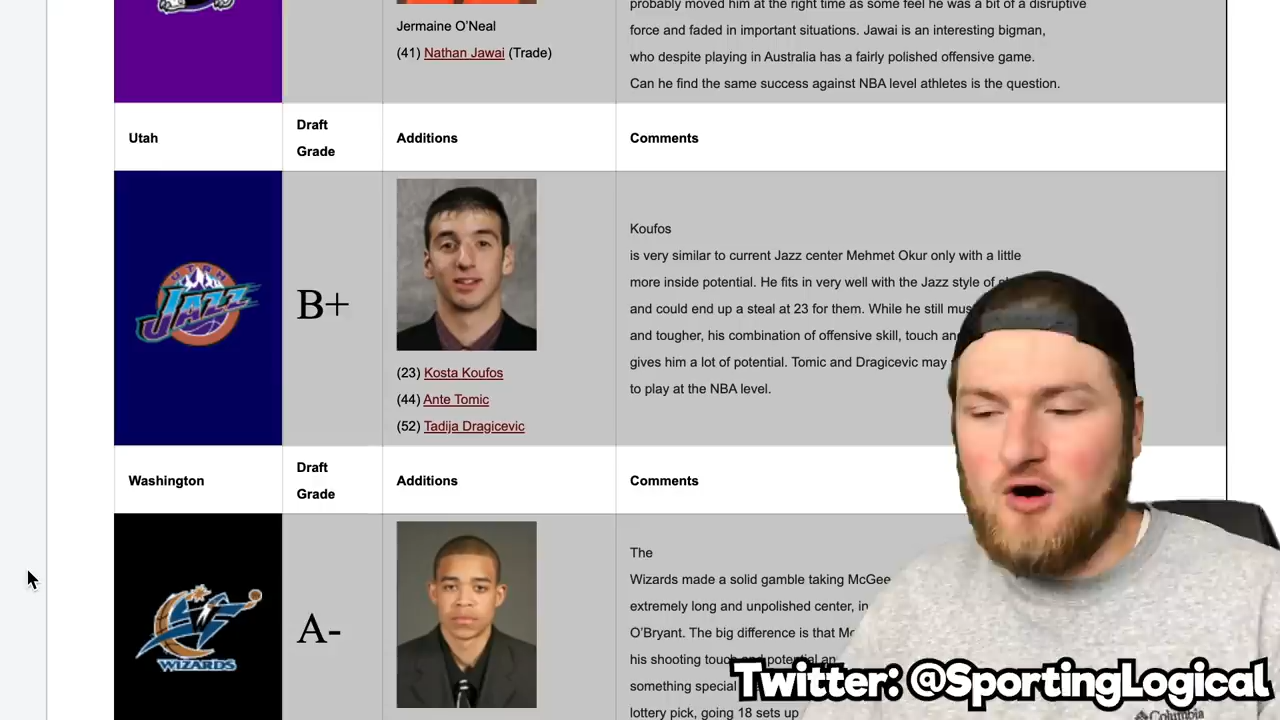 probably moved him at the right time as some feel he was a bit of a disruptive
Jermaine O'Neal
force and faded in important situations. Jawai is an interesting bigman,
(41) Nathan Jawai (Trade)
who despite playing in Australia has a fairly polished offensive game.
Can he find the same success against NBA level athletes is the question.
Utah
Draft
Grade
Additions
Comments
UTAH
JAZZ
B+
(23) Kosta Koufos
(44) Ante Tomic
(52) Tadija Dragicevic
Koufos
is very similar to current Jazz center Mehmet Okur only with a little
more inside potential. He fits in very well with the Jazz style of
and could end up a steal at 23 for them. While he still
and tougher, his combination of offensive skill, touch
gives him a lot of potential. Tomic and Dragicevic may
to play at the NBA level.
Washington
Draft
Grade
Additions
Comments
WIZARDS
A-
The
Wizards made a solid gamble taking McGee
extremely long and unpolished center, in
O'Bryant. The big difference is that
his shooting touch and potential
something special
lottery pick, going 18 sets up
Twitter: @SportingLogical
Columbia